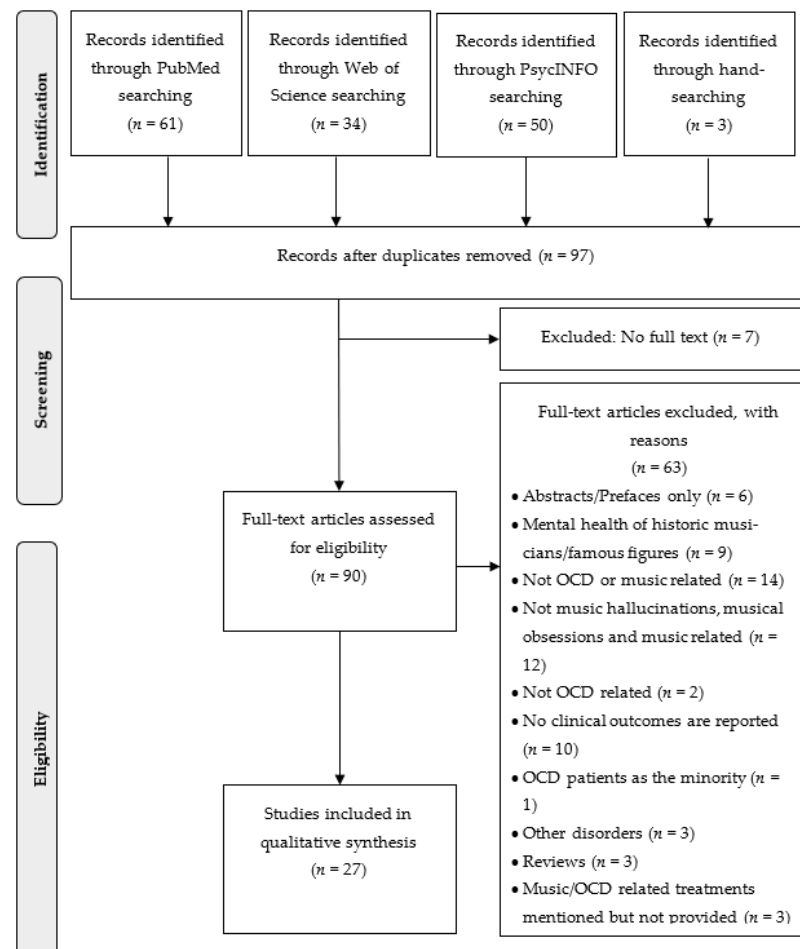 Identification
Records identified
through PubMed
searching
(n = 61)
Records identified
through Web of
Science searching
(n = 34)
Records identified
through PsycINFO
searching
(n = 50)
Records identified
through hand-
searching
(n = 3)
Records after duplicates removed (n = 97)
Screening
Excluded: No full text (n = 7)
Full-text articles assessed
for eligibility
(n = 90)
Full-text articles excluded, with
reasons
(n = 63)
• Abstracts/Prefaces only (n = 6)
• Mental health of historic musi-
cians/famous figures (n = 9)
• Not OCD or music related (n = 14)
• Not music hallucinations, musical
obsessions and music related (n =
12)
• Not OCD related (n = 2)
• No clinical outcomes are reported
(n = 10)
• OCD patients as the minority (n =
1)
• Other disorders (n = 3)
• Reviews (n = 3)
• Music/OCD related treatments
mentioned but not provided (n = 3)
Eligibility
Studies included in
qualitative synthesis
(n = 27)